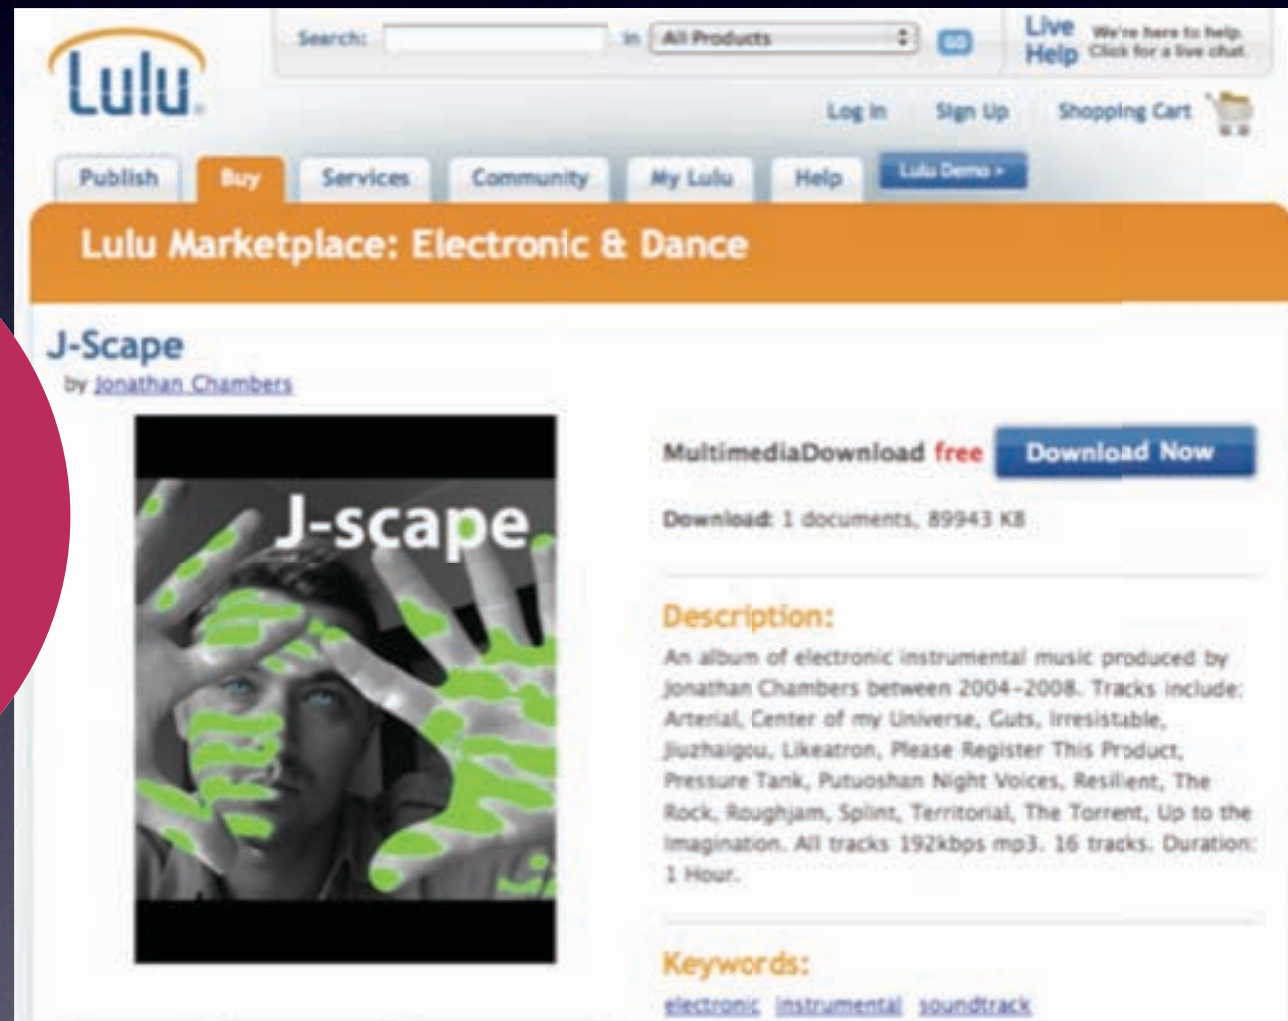 Lulu
Search: in All Products GO
Live Help We're here to help. Click for a live chat.
Log In Sign Up Shopping Cart
Publish Buy Services Community My Lulu Help Lulu Demo >
Lulu Marketplace: Electronic & Dance
J-Scape
by Jonathan Chambers
J-scape
MultimediaDownload free Download Now
Download: 1 documents, 89943 KB
Description:
An album of electronic instrumental music produced by
Jonathan Chambers between 2004-2008. Tracks include:
Arterial, Center of my Universe, Guts, Irresistable,
Jiuzhaigou, Likeatron, Please Register This Product,
Pressure Tank, Putuoshan Night Voices, Resilient, The
Rock, Roughjam, Splint, Territorial, The Torrent, Up to the
Imagination. All tracks 192kbps mp3. 16 tracks. Duration:
1 Hour.
Keywords:
electronic instrumental soundtrack